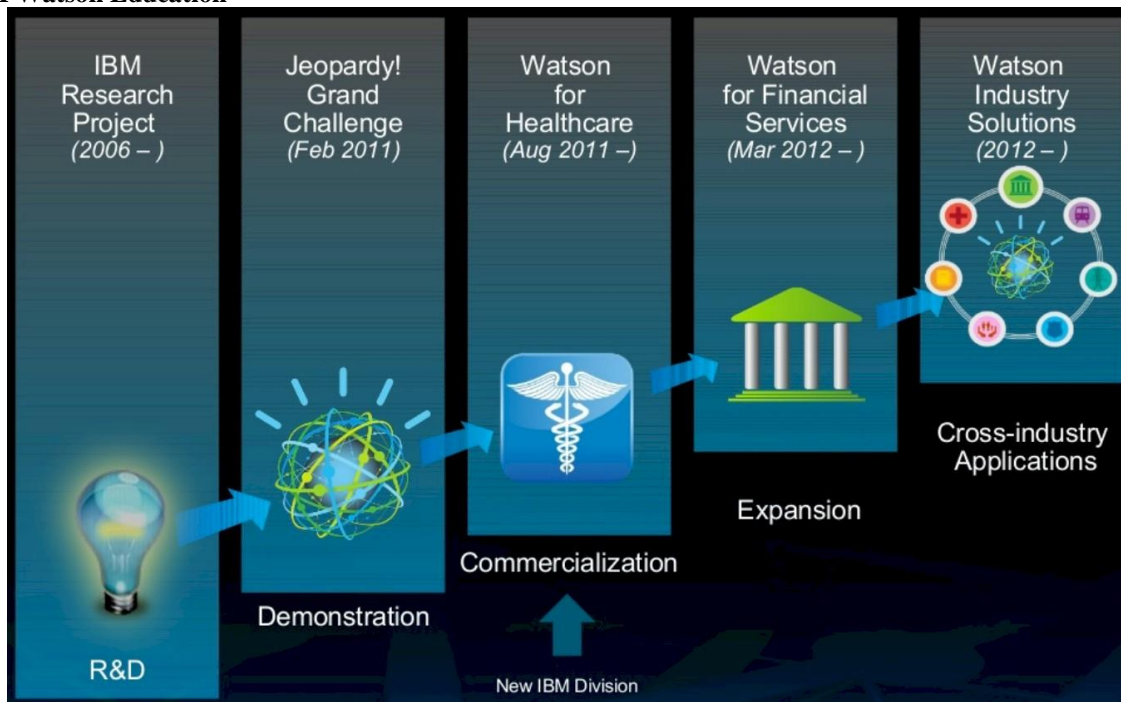 IBM
Research
Project
(2006 – )
R&D
Jeopardy!
Grand
Challenge
(Feb 2011)
Demonstration
Watson
for
Healthcare
(Aug 2011 –)
Commercialization
New IBM Division
Watson
for Financial
Services
(Mar 2012 – )
Expansion
Watson
Industry
Solutions
(2012 – )
Cross-industry
Applications